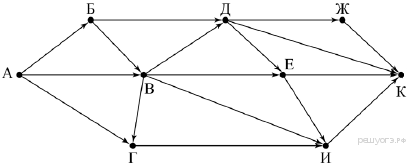 Б Д Ж
А В Е К
Г И
решуогэ.рф